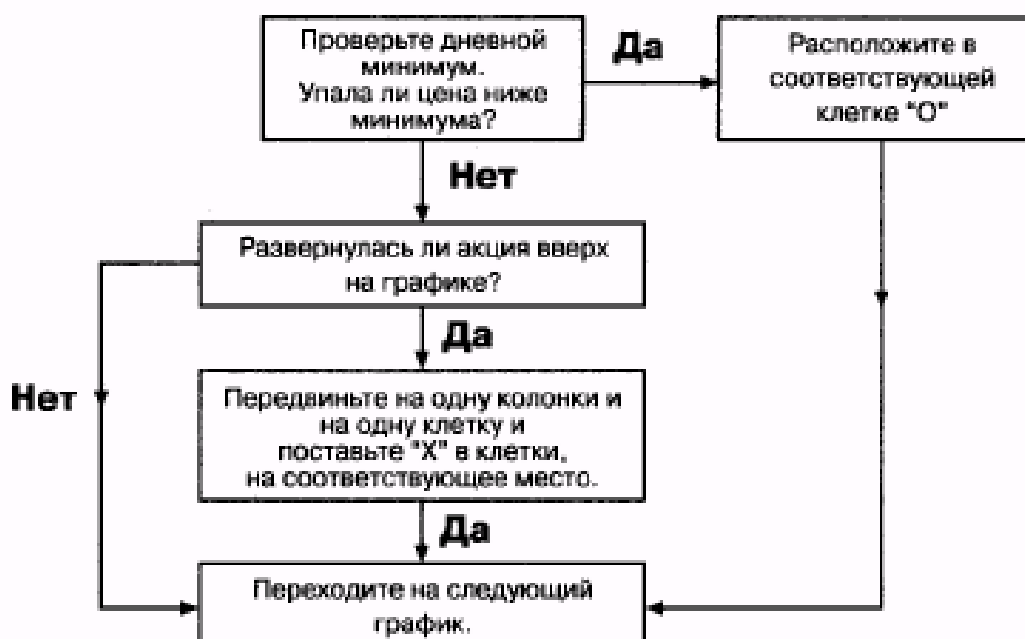 Проверьте дневной
минимум.
Упала ли цена ниже
минимума?
Да
Расположите в
соответствующей
клетке "О"
Нет
Развернулась ли акция вверх
на графике?
Да
Нет
Передвиньте на одну колонки и
на одну клетку и
поставьте "Х" в клетки,
на соответствующее место.
Да
Переходите на следующий
график.